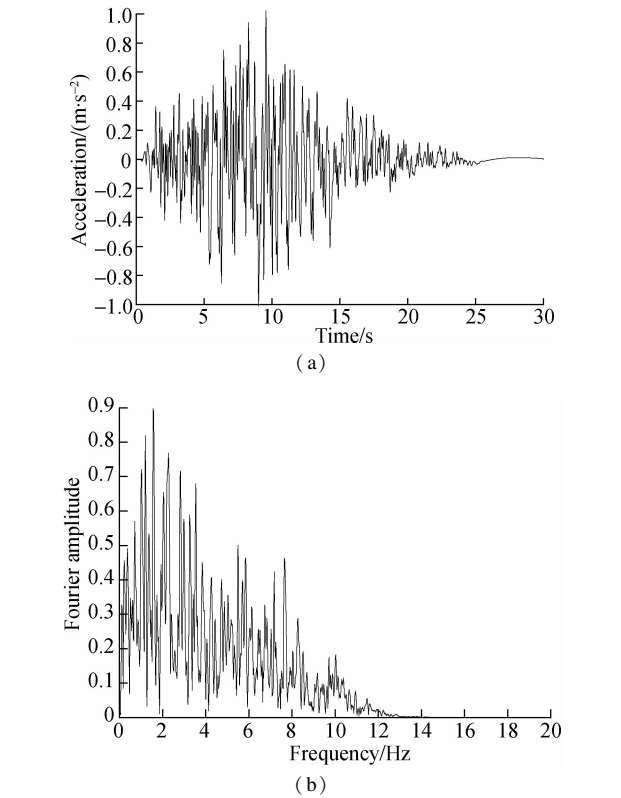 1.0
0.8
0.6
0.4
0.2
0
−0.2
−0.4
−0.6
−0.8
−1.0
Acceleration/(m·s⁻²)
0 5 10 15 20 25 30
Time/s
(a)
0.9
0.8
0.7
0.6
0.5
0.4
0.3
0.2
0.1
0
Fourier amplitude
0 2 4 6 8 10 12 14 16 18 20
Frequency/Hz
(b)